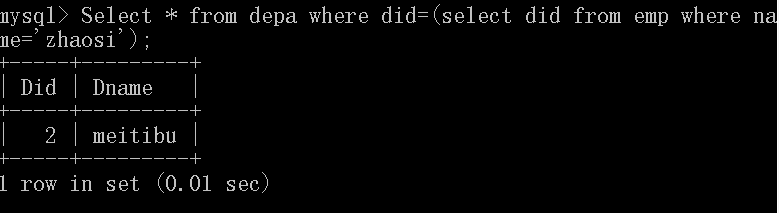 mysql> Select * from depa where did=(select did from emp where na
me='zhaosi');
+-----+---------+
| Did | Dname   |
+-----+---------+
|   2 | meitibu |
+-----+---------+
1 row in set (0.01 sec)